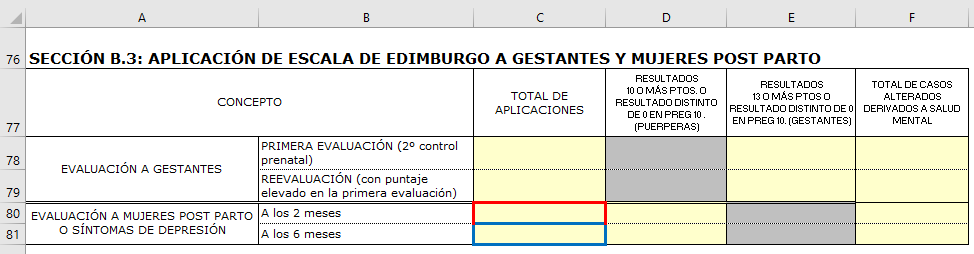 A B C D E F
76 SECCIÓN B.3: APLICACIÓN DE ESCALA DE EDIMBURGO A GESTANTES Y MUJERES POST PARTO
77
CONCEPTO
TOTAL DE
APLICACIONES
RESULTADOS
10 O MÁS PTOS. O
RESULTADO DISTINTO
DE 0 EN PREG 10.
(PUERPERAS)
RESULTADOS
13 O MÁS PTOS O
RESULTADO DISTINTO DE 0
EN PREG 10. (GESTANTES)
TOTAL DE CASOS
ALTERADOS
DERIVADOS A SALUD
MENTAL
EVALUACIÓN A GESTANTES
78
PRIMERA EVALUACIÓN (2º control
prenatal)
79
REEVALUACIÓN (con puntaje
elevado en la primera evaluación)
EVALUACIÓN A MUJERES POST PARTO
O SÍNTOMAS DE DEPRESIÓN
80 A los 2 meses
81 A los 6 meses